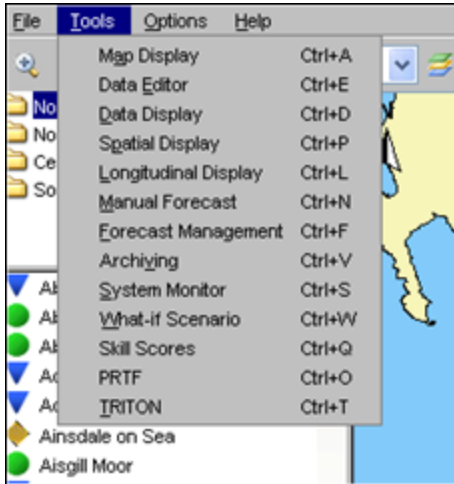 File Tools Options Help
Map Display Ctrl+A
Data Editor Ctrl+E
Data Display Ctrl+D
Spatial Display Ctrl+P
Longitudinal Display Ctrl+L
Manual Forecast Ctrl+N
Forecast Management Ctrl+F
Archiving Ctrl+V
System Monitor Ctrl+S
What-if Scenario Ctrl+W
Skill Scores Ctrl+Q
PRTF Ctrl+O
TRITON Ctrl+T
Ainsdale on Sea
Aisgill Moor